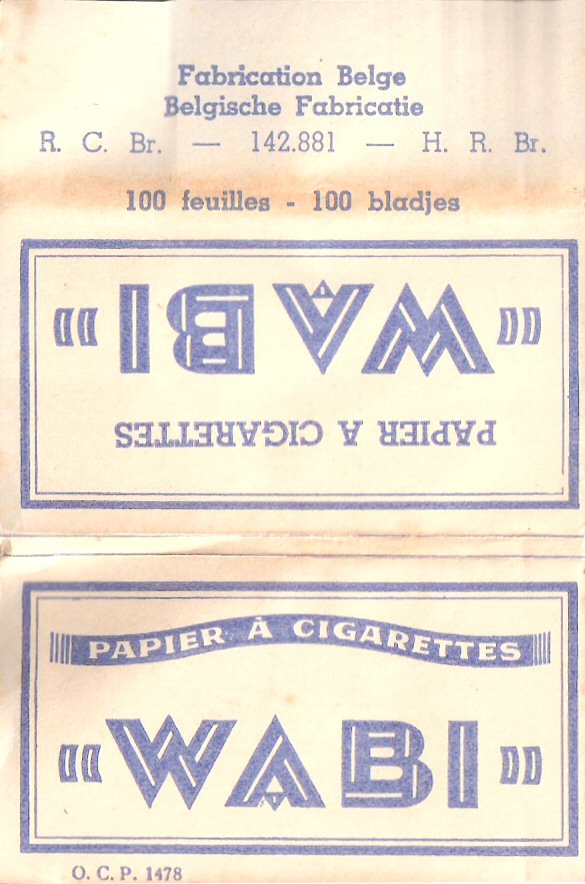 Fabrication Belge
Belgische Fabricatie
R. C. Br. — 142.881 — H. R. Br.
100 feuilles - 100 bladjes
"WABI"
PAPIER A CIGARETTES
PAPIER À CIGARETTES
"WABI"
O. C. P. 1478